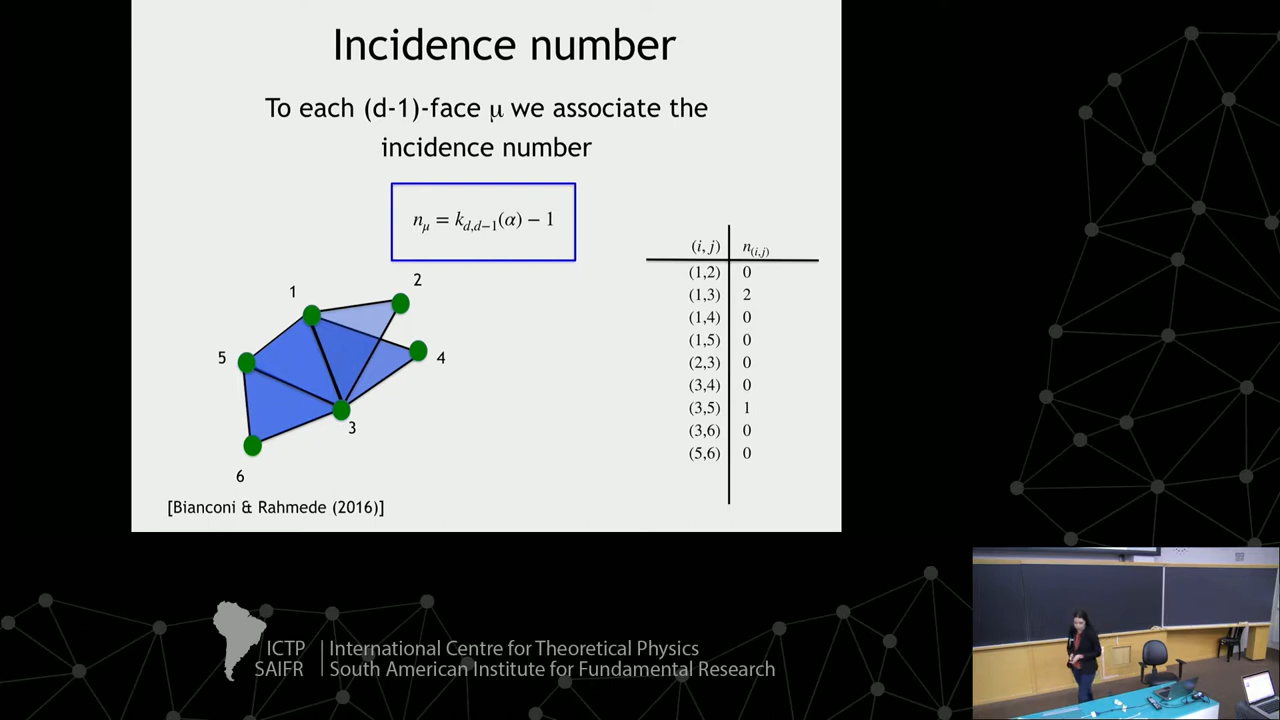 Incidence number
To each (d-1)-face μ we associate the
incidence number
n_μ = k_{d,d−1}(α) − 1
1
2
5
4
3
6
(i, j) n_(i,j)
(1,2) 0
(1,3) 2
(1,4) 0
(1,5) 0
(2,3) 0
(3,4) 0
(3,5) 1
(3,6) 0
(5,6) 0
[Bianconi & Rahmede (2016)]
ICTP
SAIFR
International Centre for Theoretical Physics
South American Institute for Fundamental Research